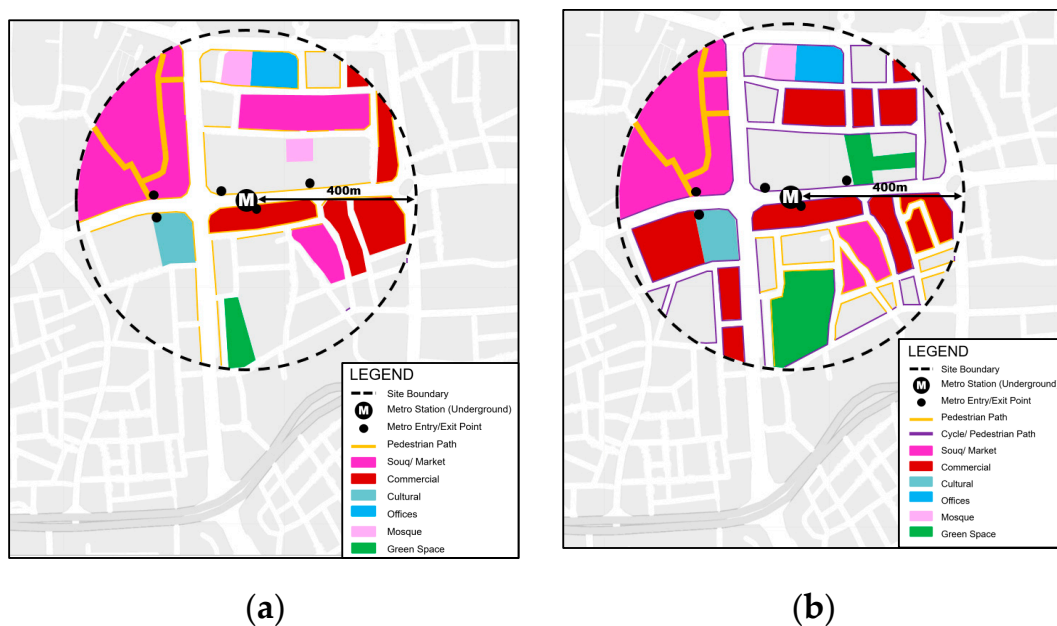 M
400m
LEGEND
Site Boundary
M Metro Station (Underground)
Metro Entry/Exit Point
Pedestrian Path
Souq/ Market
Commercial
Cultural
Offices
Mosque
Green Space
(a)
M
400m
LEGEND
Site Boundary
M Metro Station (Underground)
Metro Entry/Exit Point
Pedestrian Path
Cycle/ Pedestrian Path
Souq/ Market
Commercial
Cultural
Offices
Mosque
Green Space
(b)